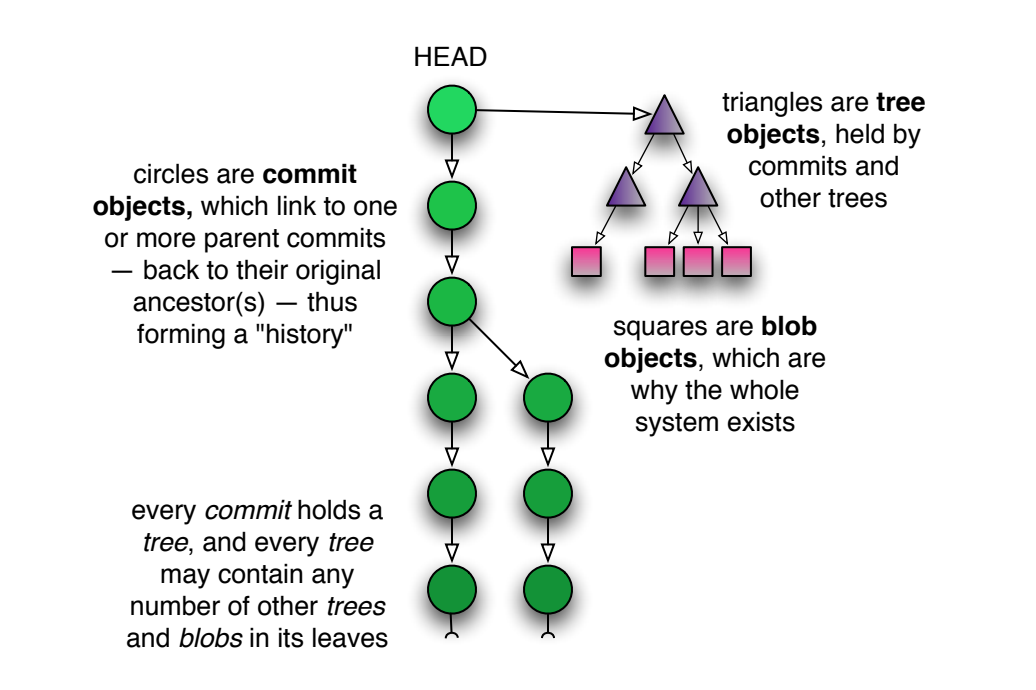 HEAD
triangles are tree
objects, held by
commits and
other trees
circles are commit
objects, which link to one
or more parent commits
— back to their original
ancestor(s) — thus
forming a "history"
squares are blob
objects, which are
why the whole
system exists
every commit holds a
tree, and every tree
may contain any
number of other trees
and blobs in its leaves